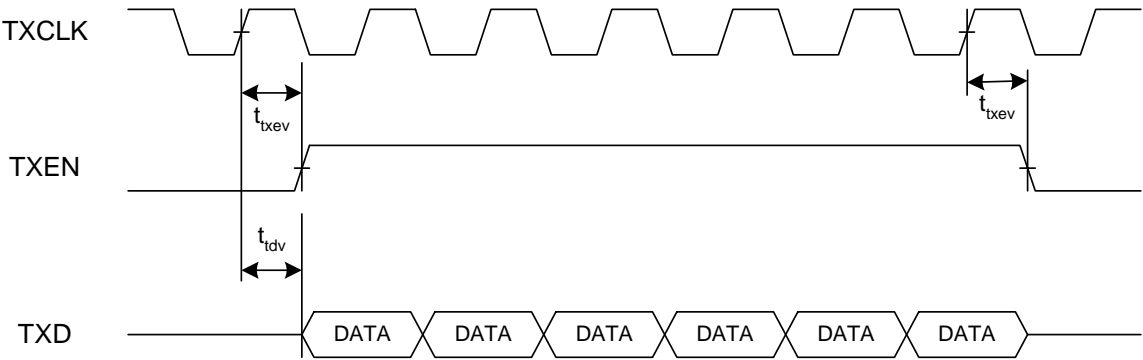 TXCLK
t_txev
t_txev
TXEN
t_tdv
TXD
DATA DATA DATA DATA DATA DATA